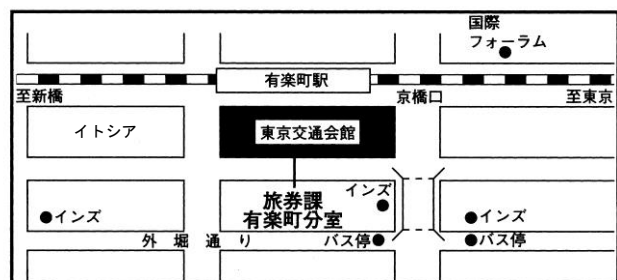 国際
フォーラム
有楽町駅
至新橋
京橋口
至東京
イトシア
東京交通会館
旅券課
有楽町分室
インズ
インズ
インズ
外堀通り
バス停
バス停